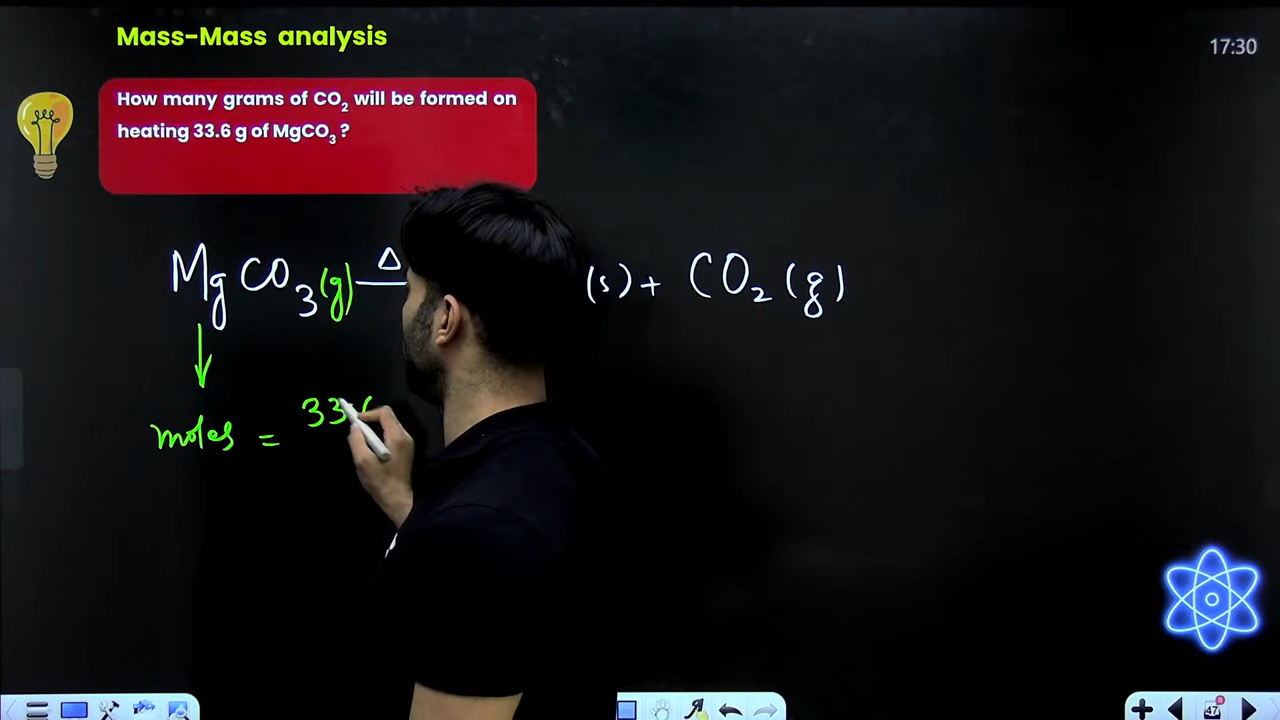 Mass-Mass analysis
17:30
How many grams of CO₂ will be formed on
heating 33.6 g of MgCO₃ ?
MgCO₃(g) Δ (s) + CO₂(g)
moles = 33.6
47